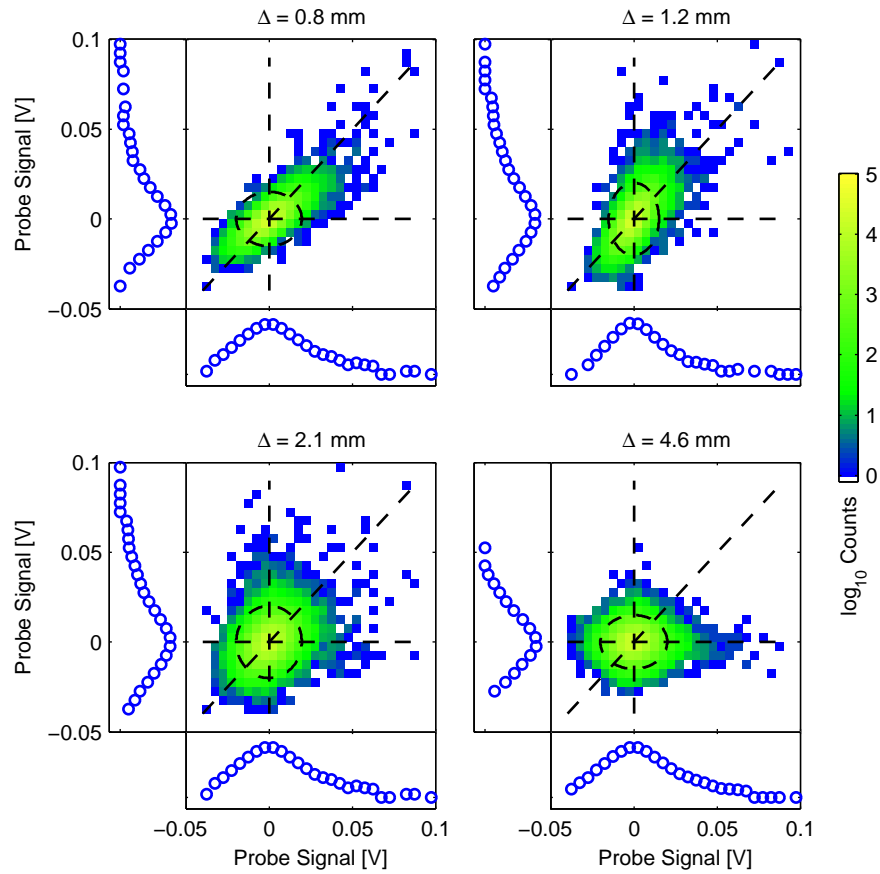 Δ = 0.8 mm
Δ = 1.2 mm
0.1
0.05
0
−0.05
Probe Signal [V]
5
4
3
2
1
0
log10 Counts
Δ = 2.1 mm
Δ = 4.6 mm
0.1
0.05
0
−0.05
Probe Signal [V]
−0.05 0 0.05 0.1
−0.05 0 0.05 0.1
Probe Signal [V]
Probe Signal [V]